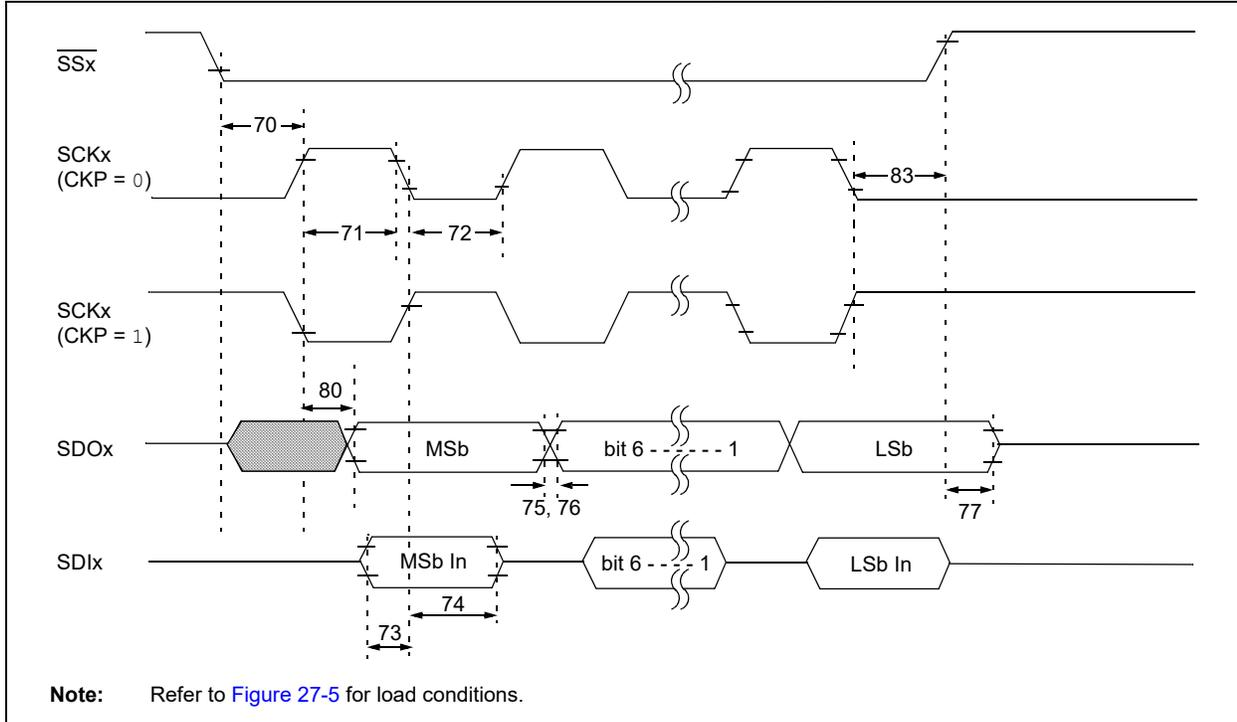 SSx
70
SCKx
(CKP = 0)
83
71
72
SCKx
(CKP = 1)
80
SDOx
MSb
bit 6 - - - - - - - 1
LSb
75, 76
77
SDIx
MSb In
bit 6 - - - - - 1
LSb In
74
73
Note: Refer to Figure 27-5 for load conditions.